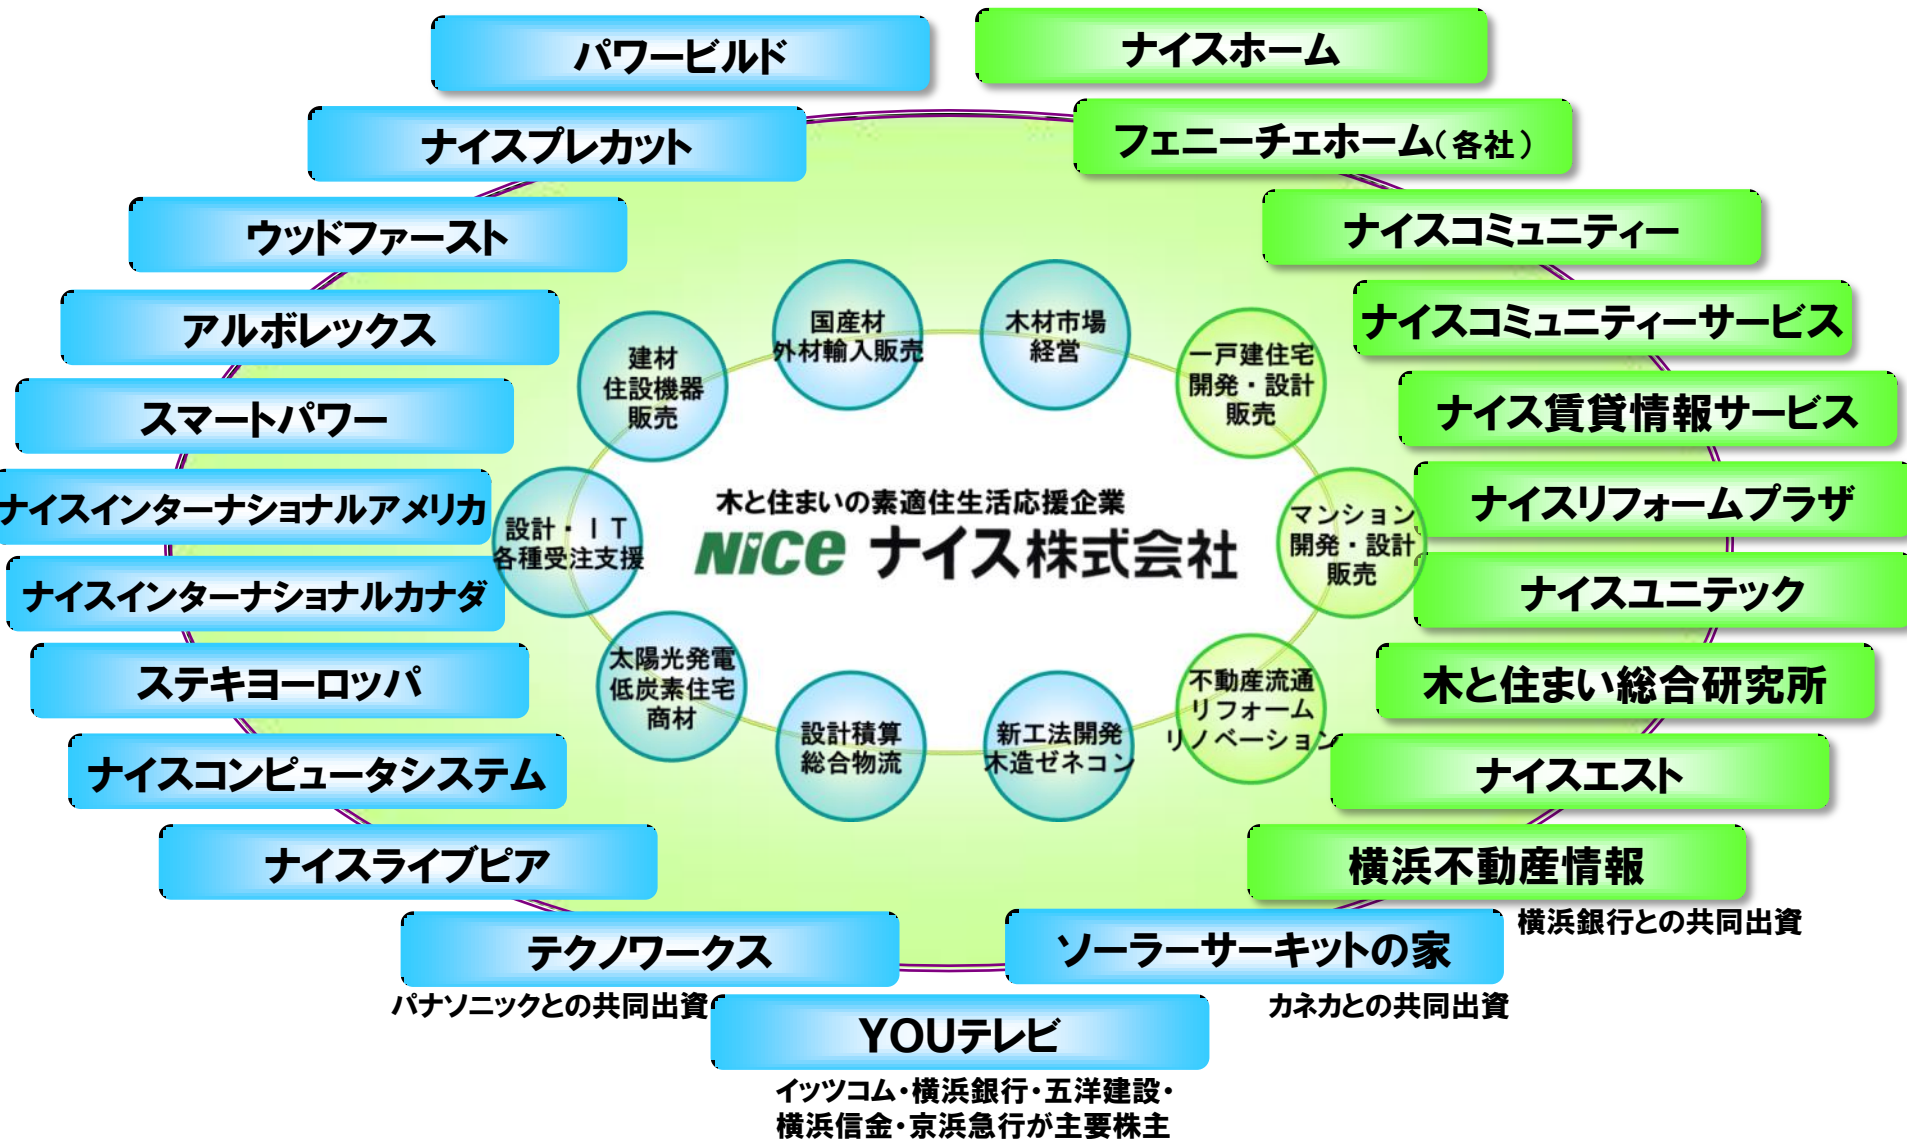 パワービルド
ナイスホーム
ナイスプレカット
フェニーチェホーム(各社)
ウッドファースト
ナイスコミュニティー
アルボレックス
ナイスコミュニティーサービス
スマートパワー
ナイス賃貸情報サービス
ナイスインターナショナルアメリカ
ナイスリフォームプラザ
ナイスインターナショナルカナダ
ナイスユニテック
ステキヨーロッパ
木と住まい総合研究所
ナイスコンピュータシステム
ナイスエスト
ナイスライブピア
横浜不動産情報
横浜銀行との共同出資
テクノワークス
パナソニックとの共同出資
ソーラーサーキットの家
カネカとの共同出資
YOUテレビ
イッツコム・横浜銀行・五洋建設・
横浜信金・京浜急行が主要株主
国産材
外材輸入販売
木材市場
経営
建材
住設機器
販売
一戸建住宅
開発・設計
販売
設計・IT
各種受注支援
木と住まいの素適住生活応援企業
NICE ナイス株式会社
マンション
開発・設計
販売
太陽光発電
低炭素住宅
商材
設計積算
総合物流
新工法開発
木造ゼネコン
不動産流通
リフォーム
リノベーション